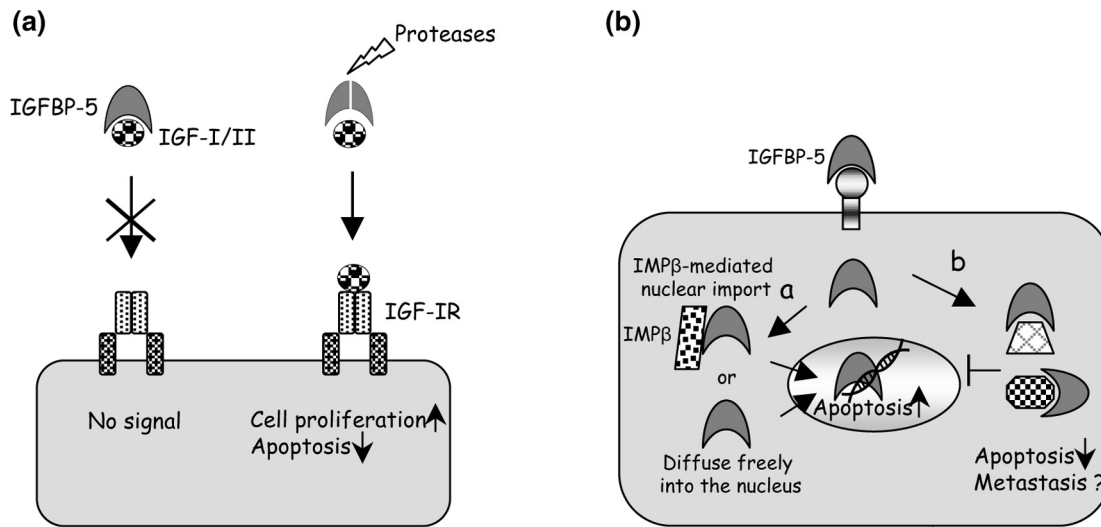 (a)
Proteases
IGFBP-5
IGF-I/II
IGF-IR
No signal
Cell proliferation
Apoptosis
(b)
IGFBP-5
IMPβ-mediated
nuclear import
a
b
IMPβ
or
Apoptosis
Diffuse freely
into the nucleus
Apoptosis
Metastasis ?